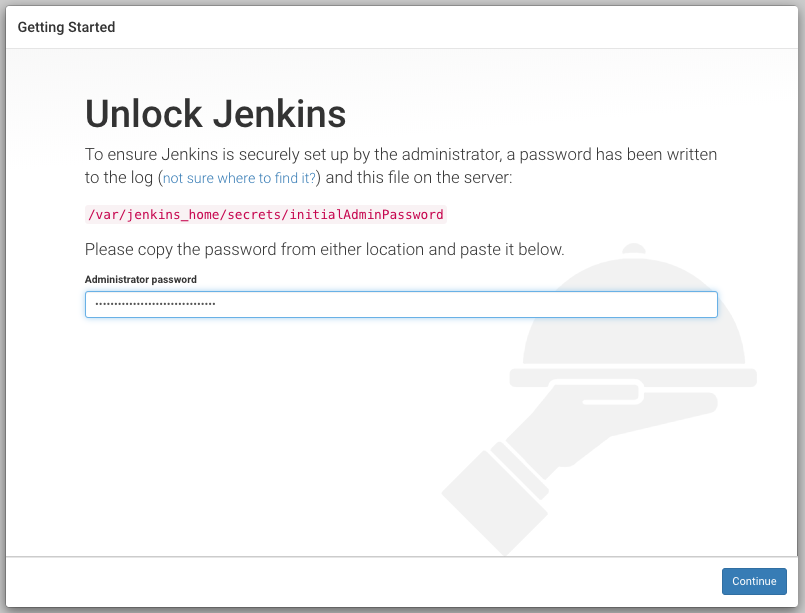 Getting Started
Unlock Jenkins
To ensure Jenkins is securely set up by the administrator, a password has been written
to the log (not sure where to find it?) and this file on the server:
/var/jenkins_home/secrets/initialAdminPassword
Please copy the password from either location and paste it below.
Administrator password
••••••••••••••••••••••••••••••••
Continue